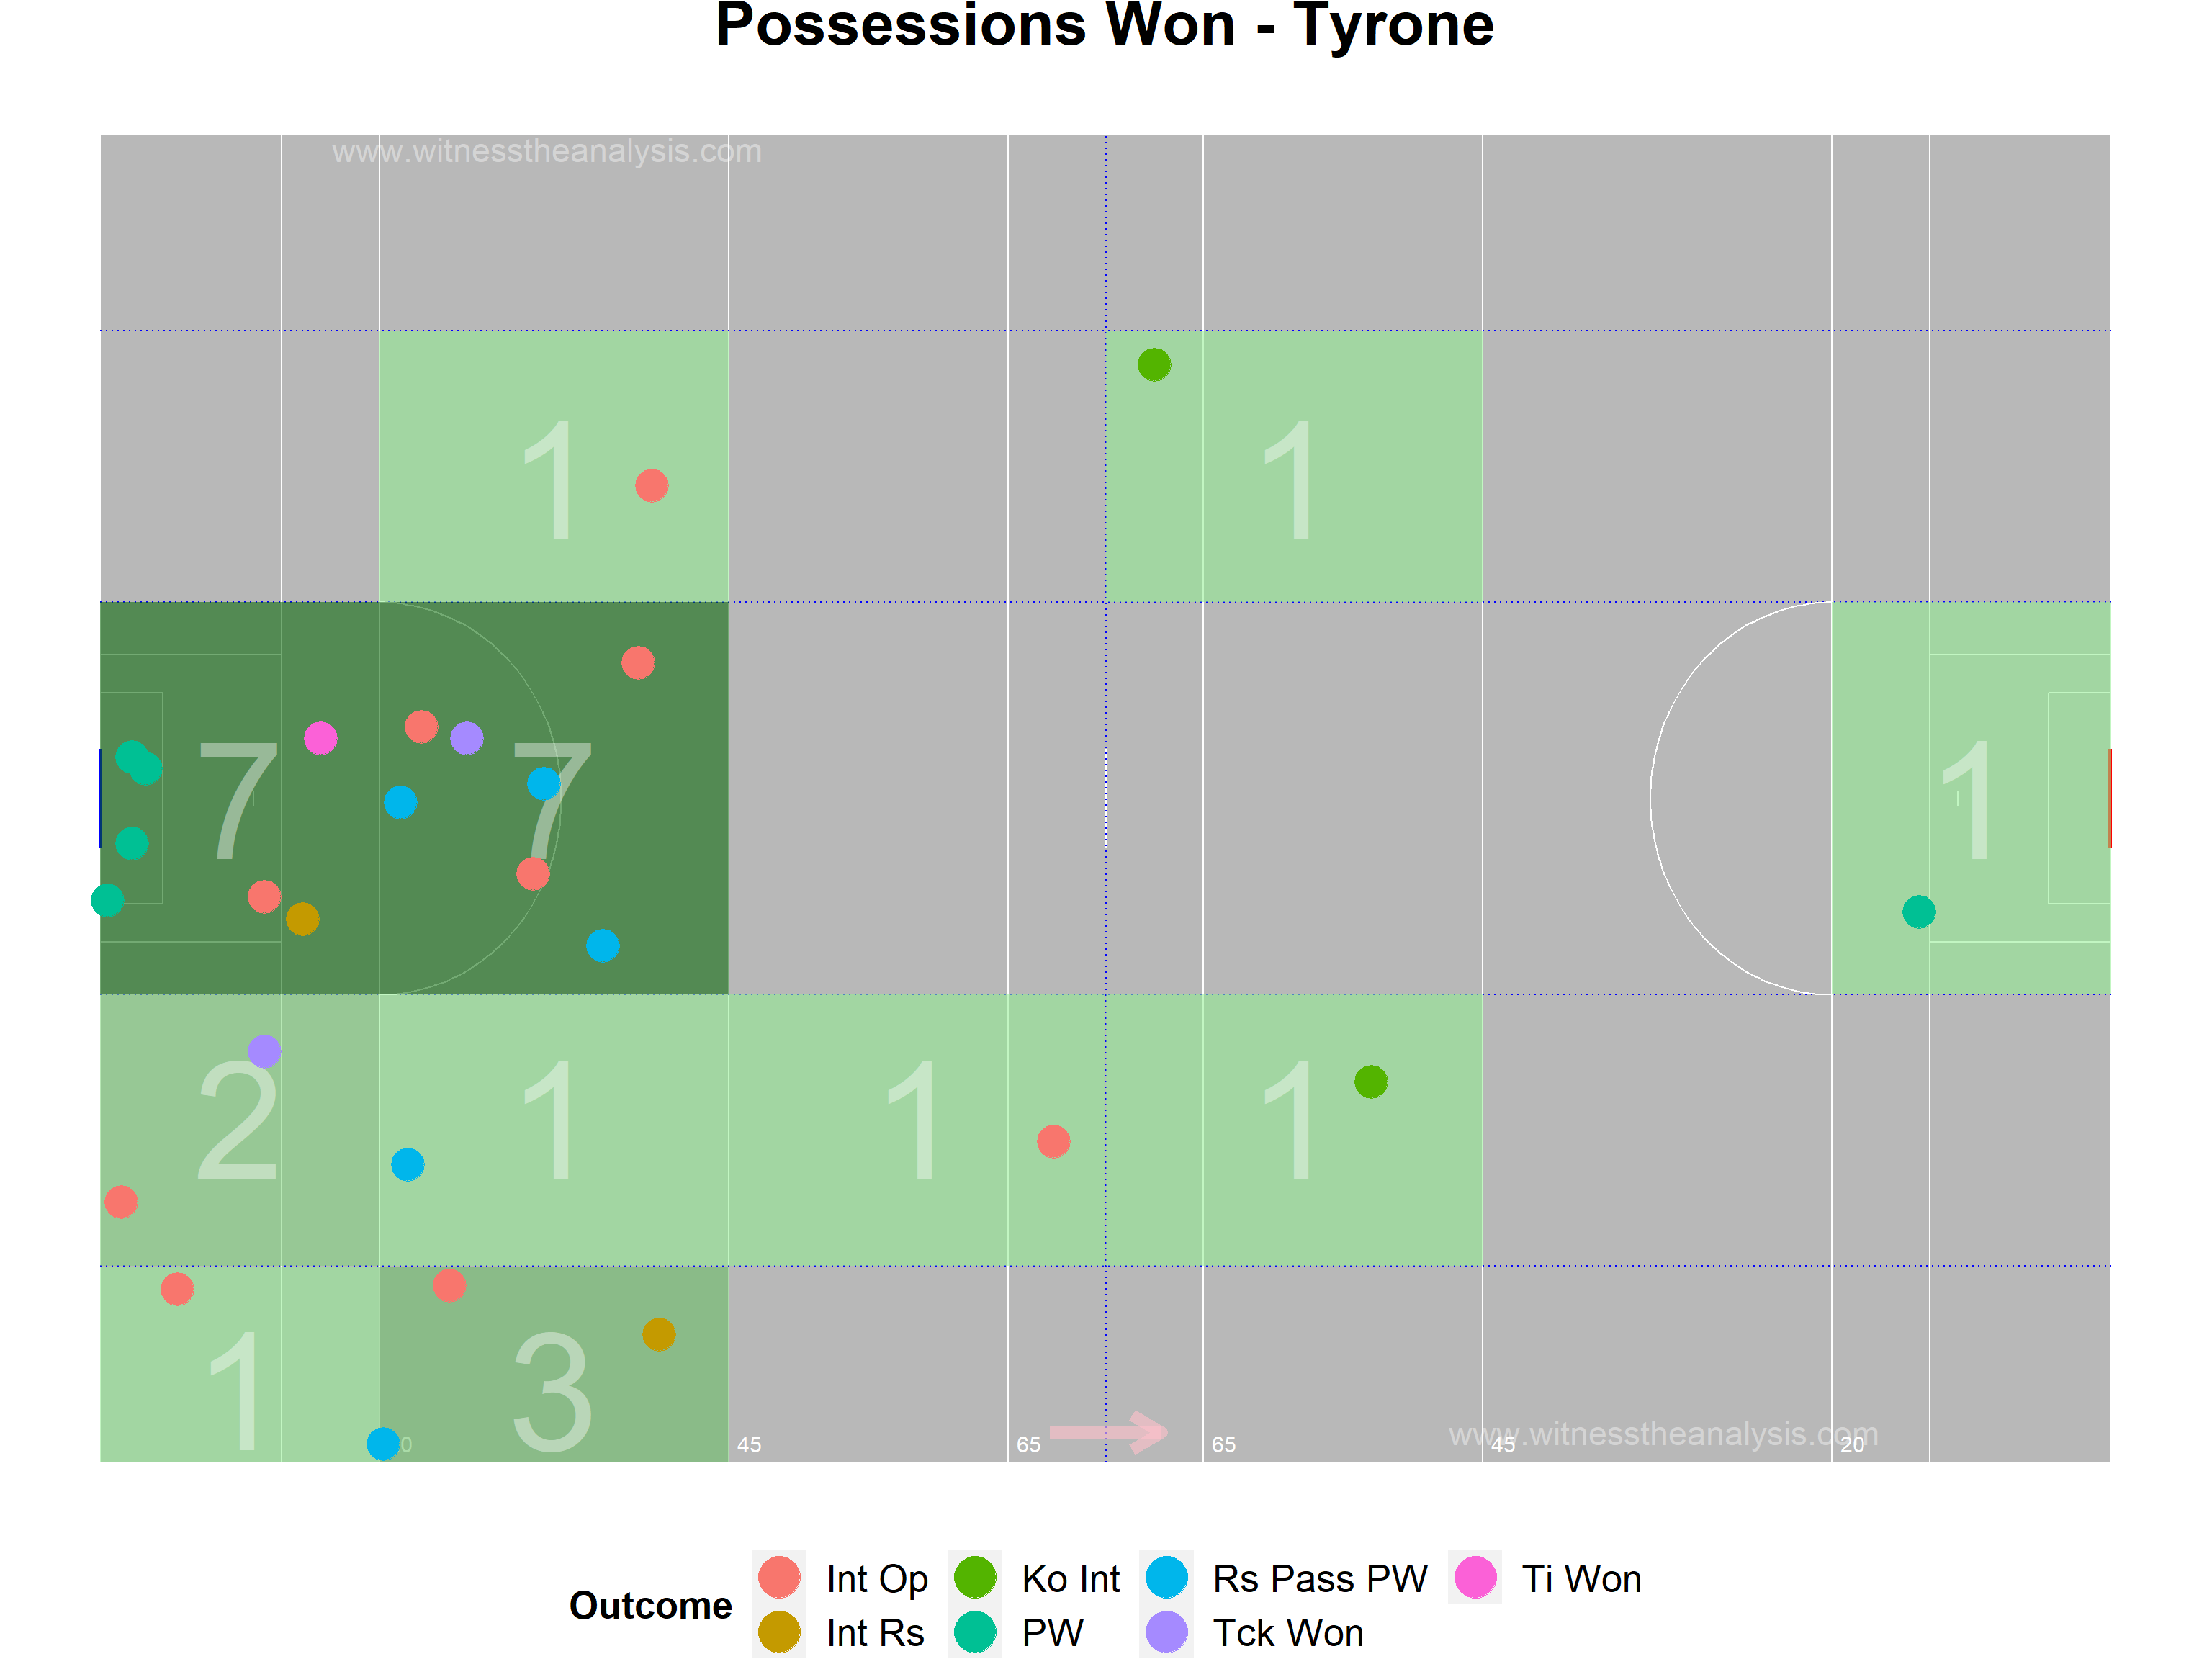 Possessions Won - Tyrone
www.witnesstheanalysis.com
1 1
7 7 1
2 1 1 1
1 3
45 65 65 45 20
www.witnesstheanalysis.com
Outcome
Int Op Ko Int Rs Pass PW Ti Won
Int Rs PW Tck Won